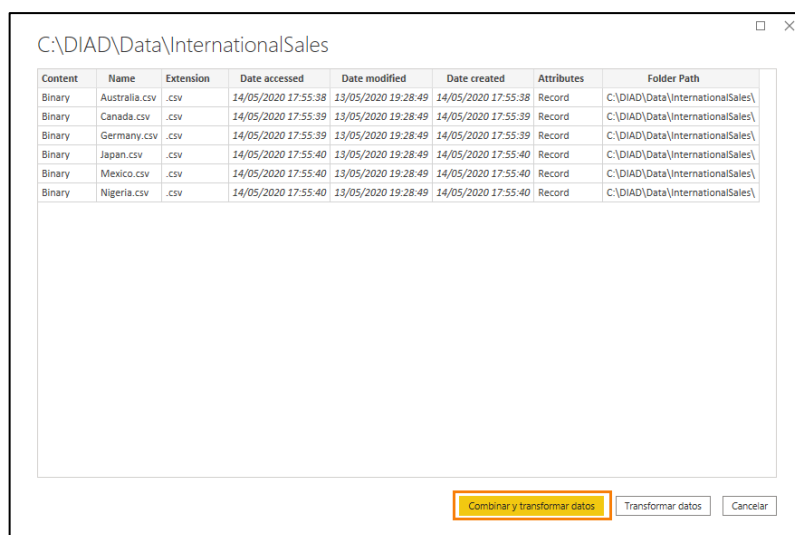 C:\DIAD\Data\InternationalSales
Content Name Extension Date accessed Date modified Date created Attributes Folder Path
Binary Australia.csv .csv 14/05/2020 17:55:38 13/05/2020 19:28:49 14/05/2020 17:55:38 Record C:\DIAD\Data\InternationalSales\
Binary Canada.csv .csv 14/05/2020 17:55:39 13/05/2020 19:28:49 14/05/2020 17:55:39 Record C:\DIAD\Data\InternationalSales\
Binary Germany.csv .csv 14/05/2020 17:55:39 13/05/2020 19:28:49 14/05/2020 17:55:39 Record C:\DIAD\Data\InternationalSales\
Binary Japan.csv .csv 14/05/2020 17:55:40 13/05/2020 19:28:49 14/05/2020 17:55:40 Record C:\DIAD\Data\InternationalSales\
Binary Mexico.csv .csv 14/05/2020 17:55:40 13/05/2020 19:28:49 14/05/2020 17:55:40 Record C:\DIAD\Data\InternationalSales\
Binary Nigeria.csv .csv 14/05/2020 17:55:40 13/05/2020 19:28:49 14/05/2020 17:55:40 Record C:\DIAD\Data\InternationalSales\
Combinar y transformar datos Transformar datos Cancelar